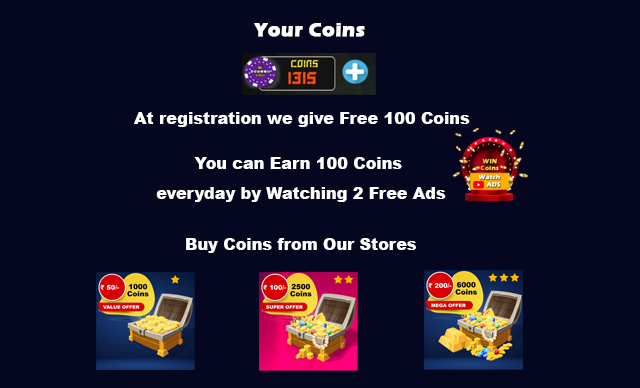 Your Coins
COINS
1315
At registration we give Free 100 Coins
You can Earn 100 Coins
everyday by Watching 2 Free Ads
WIN
Coins
Watch
ADS
Buy Coins from Our Stores
₹ 50/-
1000
Coins
VALUE OFFER
₹ 100/-
2500
Coins
SUPER OFFER
₹ 200/-
6000
Coins
MEGA OFFER